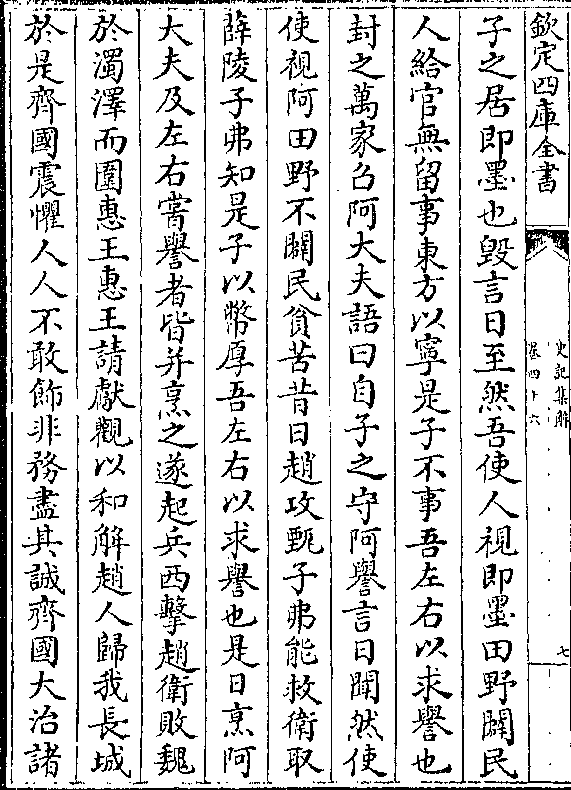 欽定四庫全書
史記集解
卷四十六
七
子之居即墨也毀言日至然吾使人視即墨田野闢民
人給官無留事東方以寧是子不事吾左右以求譽也
封之萬家召阿大夫語曰自子之守阿譽言日聞然使
使視阿田野不闢民貧苦昔日趙攻甄子弗能救衛取
薛陵子弗知是子以幣厚吾左右以求譽也是日烹阿
大夫及左右嘗譽者皆并烹之遂起兵西擊趙衛敗魏
於濁澤而圍惠王惠王請獻觀以和解趙人歸我長城
於是齊國震懼人人不敢飾非務盡其誠齊國大治諸